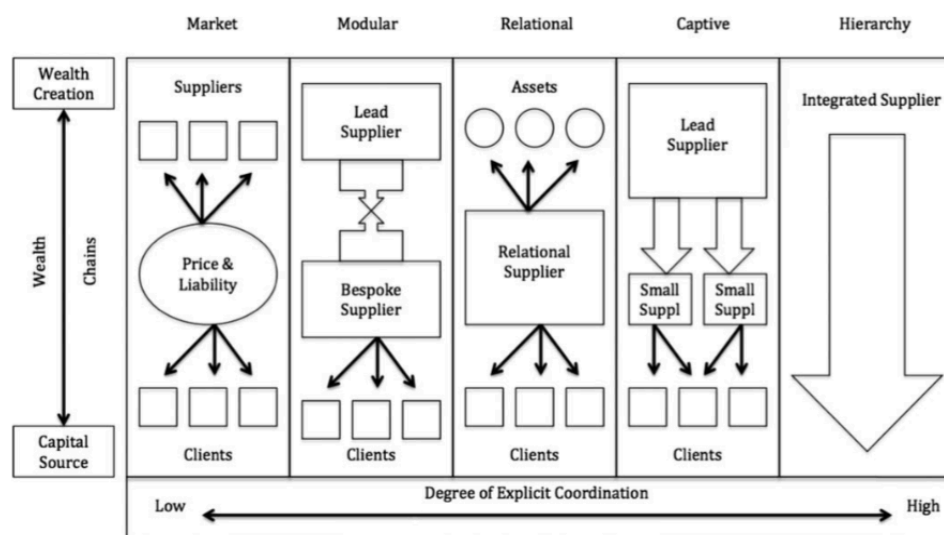 Market Modular Relational Captive Hierarchy
Wealth
Creation
Wealth
Chains
Capital
Source
Suppliers
Price &
Liability
Clients
Lead
Supplier
Bespoke
Supplier
Clients
Assets
Relational
Supplier
Clients
Lead
Supplier
Small
Suppl
Small
Suppl
Clients
Integrated Supplier
Degree of Explicit Coordination
Low
High